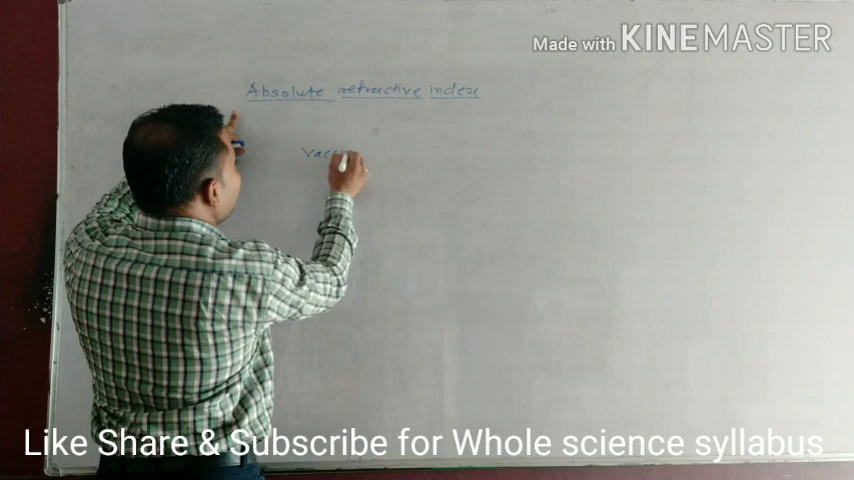 Made with KINEMASTER
Absolute refractive index
Like Share & Subscribe for Whole science syllabus